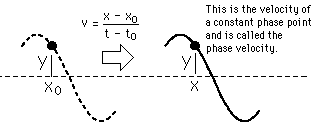 v = x − x₀ / t − t₀
This is the velocity of
a constant phase point
and is called the
phase velocity.
y
x₀
y
x